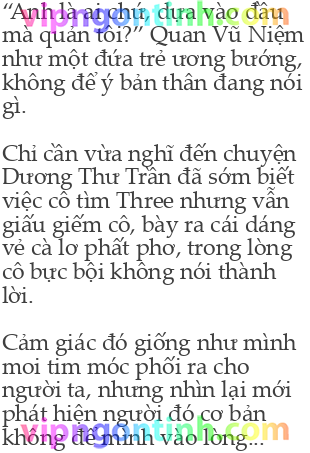 “Anh là ai chứ, dựa vào đâu
mà quản tôi?” Quan Vũ Niệm
như một đứa trẻ ương bướng,
không để ý bản thân đang nói
gì.
Chỉ cần vừa nghĩ đến chuyện
Dương Thư Trần đã sớm biết
việc cô tìm Three nhưng vẫn
giấu giếm cô, bày ra cái dáng
vẻ cà lơ phất phơ, trong lòng
cô bực bội không nói thành
lời.
Cảm giác đó giống như mình
moi tim móc phối ra cho
người ta, nhưng nhìn lại mới
phát hiện người đó cơ bản
không để mình vào lòng...
vipngontinh.com
vipngontinh.com